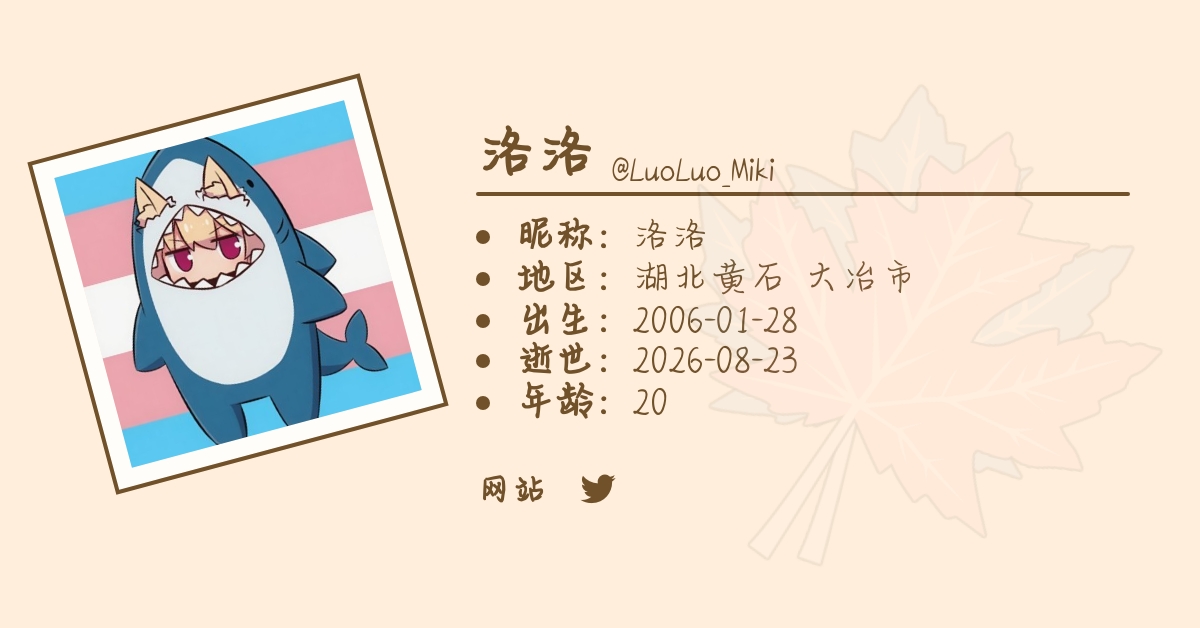 洛洛 @LuoLuo_Miki
昵称：洛洛
地区：湖北黄石 大冶市
出生：2006-01-28
逝世：2026-08-23
年龄：20
网站